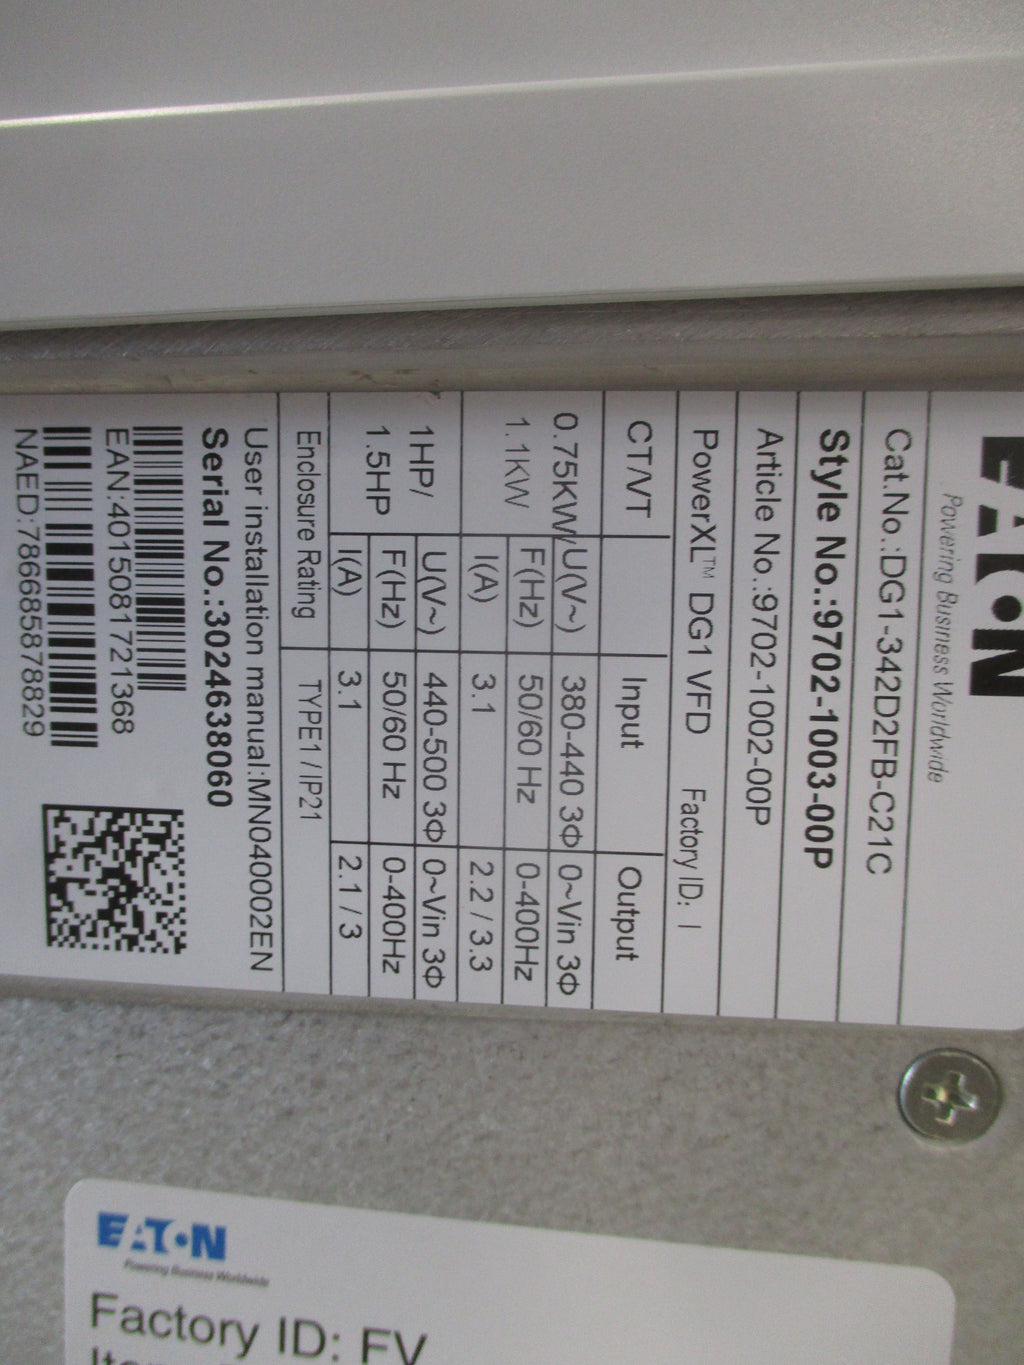 EATON
Powering Business Worldwide
Cat.No.:DG1-342D2FB-C21C
Style No.:9702-1003-00P
Article No.:9702-1002-00P
PowerXL™ DG1 VFD Factory ID: I
CT/VT Input Output
0.75KW/ U(V~) 380-440 3Φ 0~Vin 3Φ
1.1KW F(Hz) 50/60 Hz 0-400Hz
I(A) 3.1 2.2 / 3.3
1HP/ U(V~) 440-500 3Φ 0~Vin 3Φ
1.5HP F(Hz) 50/60 Hz 0-400Hz
I(A) 3.1 2.1 / 3
Enclosure Rating TYPE1 / IP21
User installation manual:MN040002EN
Serial No.:3024638060
EAN:4015081721368
NAED:786685878829
EATON
Powering Business Worldwide
Factory ID: FV